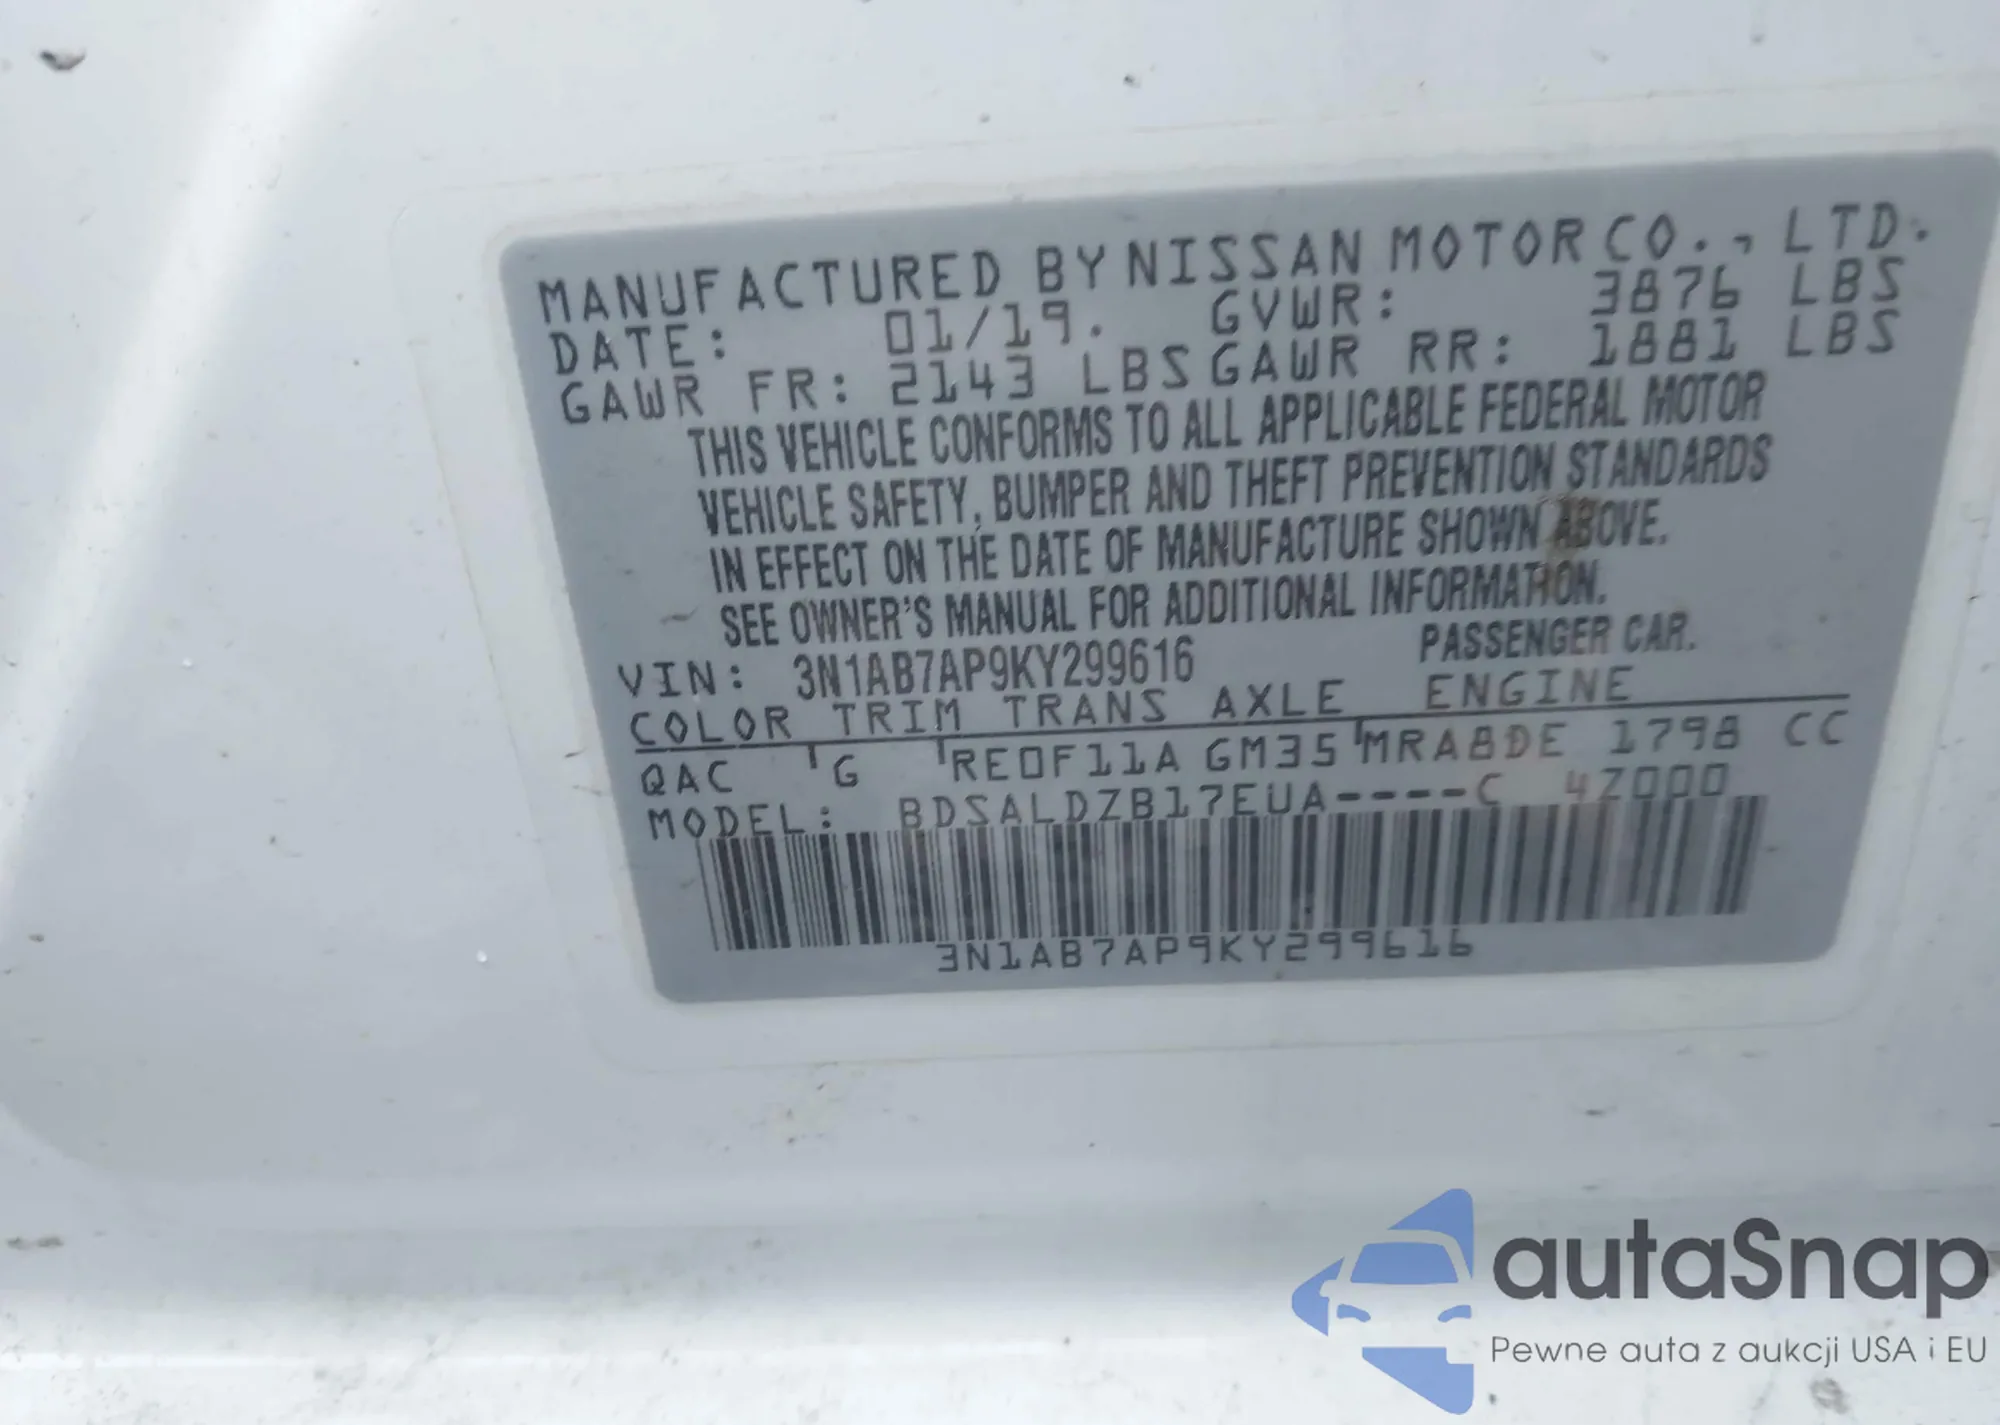 MANUFACTURED BY NISSAN MOTOR CO., LTD.
DATE: 01/19. GVWR: 3876 LBS
GAWR FR: 2143 LBS GAWR RR: 1881 LBS
THIS VEHICLE CONFORMS TO ALL APPLICABLE FEDERAL MOTOR
VEHICLE SAFETY, BUMPER AND THEFT PREVENTION STANDARDS
IN EFFECT ON THE DATE OF MANUFACTURE SHOWN ABOVE.
SEE OWNER'S MANUAL FOR ADDITIONAL INFORMATION.
VIN: 3N1AB7AP9KY299616 PASSENGER CAR.
COLOR TRIM TRANS AXLE ENGINE
QAC G RE0F11A GM35 MRA8DE 1798 CC
MODEL: BDSALDZB17EUA----C 4Z000
3N1AB7AP9KY299616
autaSnap
Pewne auta z aukcji USA i EU